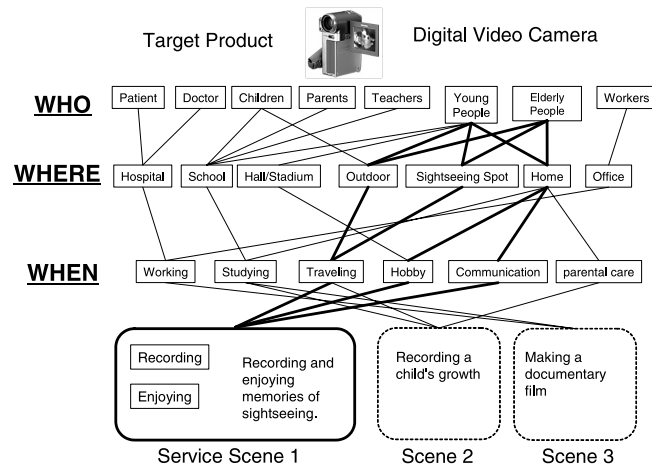 Target Product Digital Video Camera
WHO Patient Doctor Children Parents Teachers Young People Elderly People Workers
WHERE Hospital School Hall/Stadium Outdoor Sightseeing Spot Home Office
WHEN Working Studying Traveling Hobby Communication parental care
Recording
Enjoying
Recording and
enjoying
memories of
sightseeing.
Recording a
child's growth
Making a
documentary
film
Service Scene 1 Scene 2 Scene 3